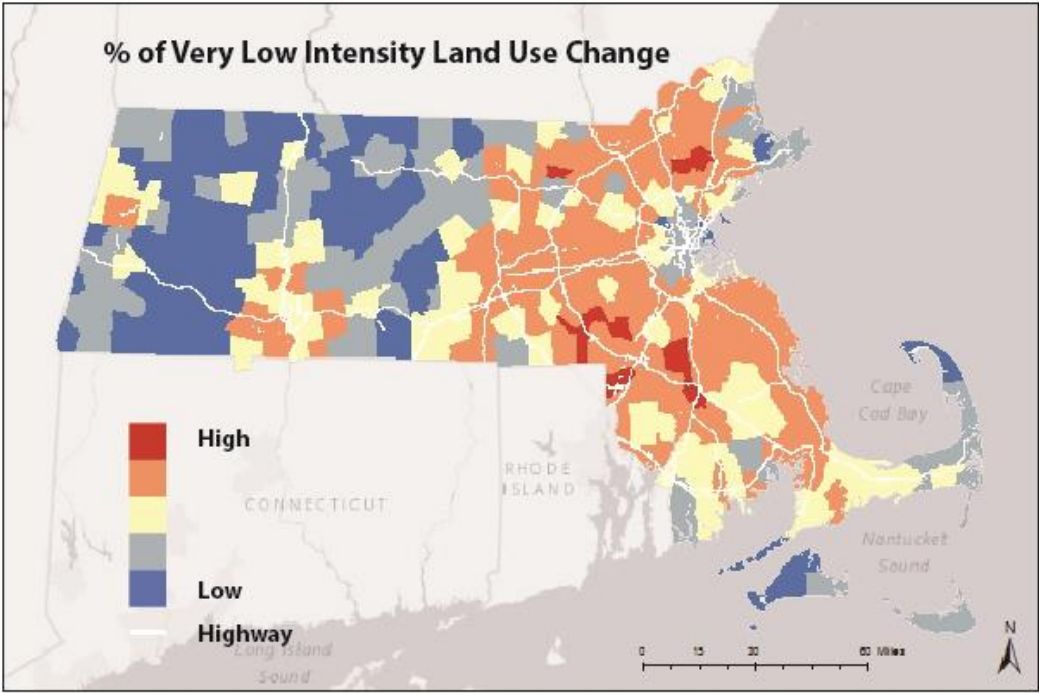 % of Very Low Intensity Land Use Change
Cape
Cod Bay
High
RHODE
ISLAND
CONNECTICUT
Nantucket
Sound
Low
Highway
Long Island
Sound
N
0 15 30 60 Miles